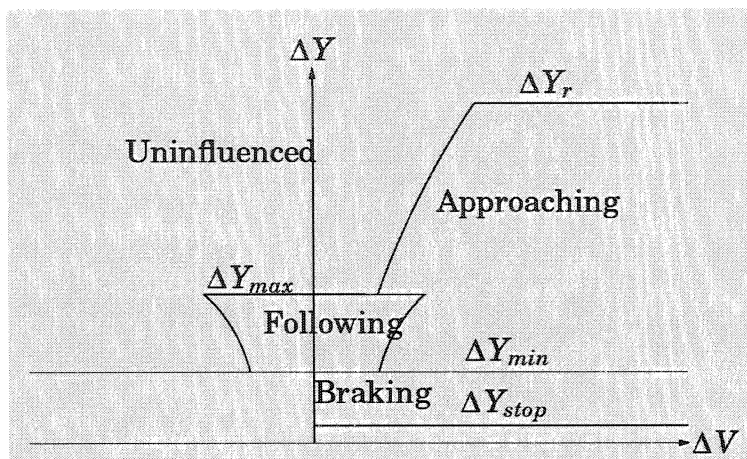 ΔY
ΔY_r
Uninfluenced
Approaching
ΔY_max
Following
ΔY_min
Braking
ΔY_stop
ΔV